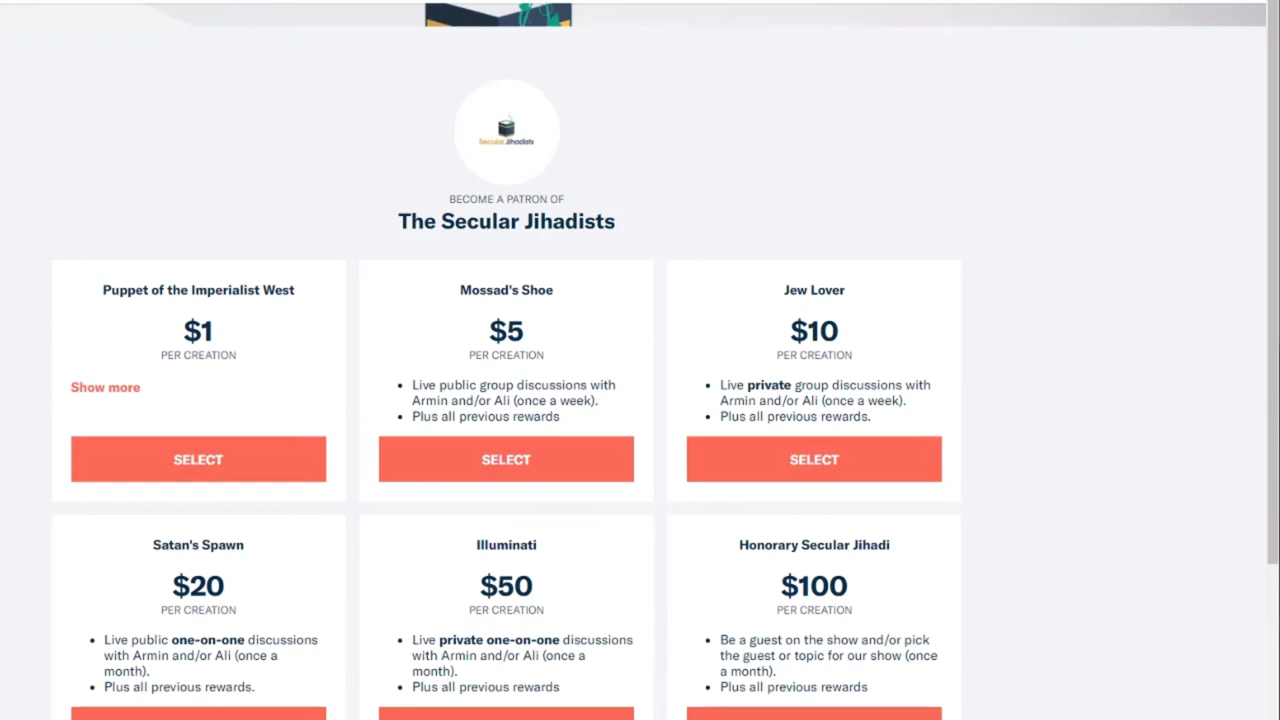 Secular Jihadists
BECOME A PATRON OF
The Secular Jihadists
Puppet of the Imperialist West
$1
PER CREATION
Show more
SELECT
Mossad's Shoe
$5
PER CREATION
• Live public group discussions with
Armin and/or Ali (once a week).
• Plus all previous rewards
SELECT
Jew Lover
$10
PER CREATION
• Live private group discussions with
Armin and/or Ali (once a week).
• Plus all previous rewards.
SELECT
Satan's Spawn
$20
PER CREATION
• Live public one-on-one discussions
with Armin and/or Ali (once a
month).
• Plus all previous rewards.
Illuminati
$50
PER CREATION
• Live private one-on-one discussions
with Armin and/or Ali (once a
month).
• Plus all previous rewards
Honorary Secular Jihadi
$100
PER CREATION
• Be a guest on the show and/or pick
the guest or topic for our show (once
a month).
• Plus all previous rewards